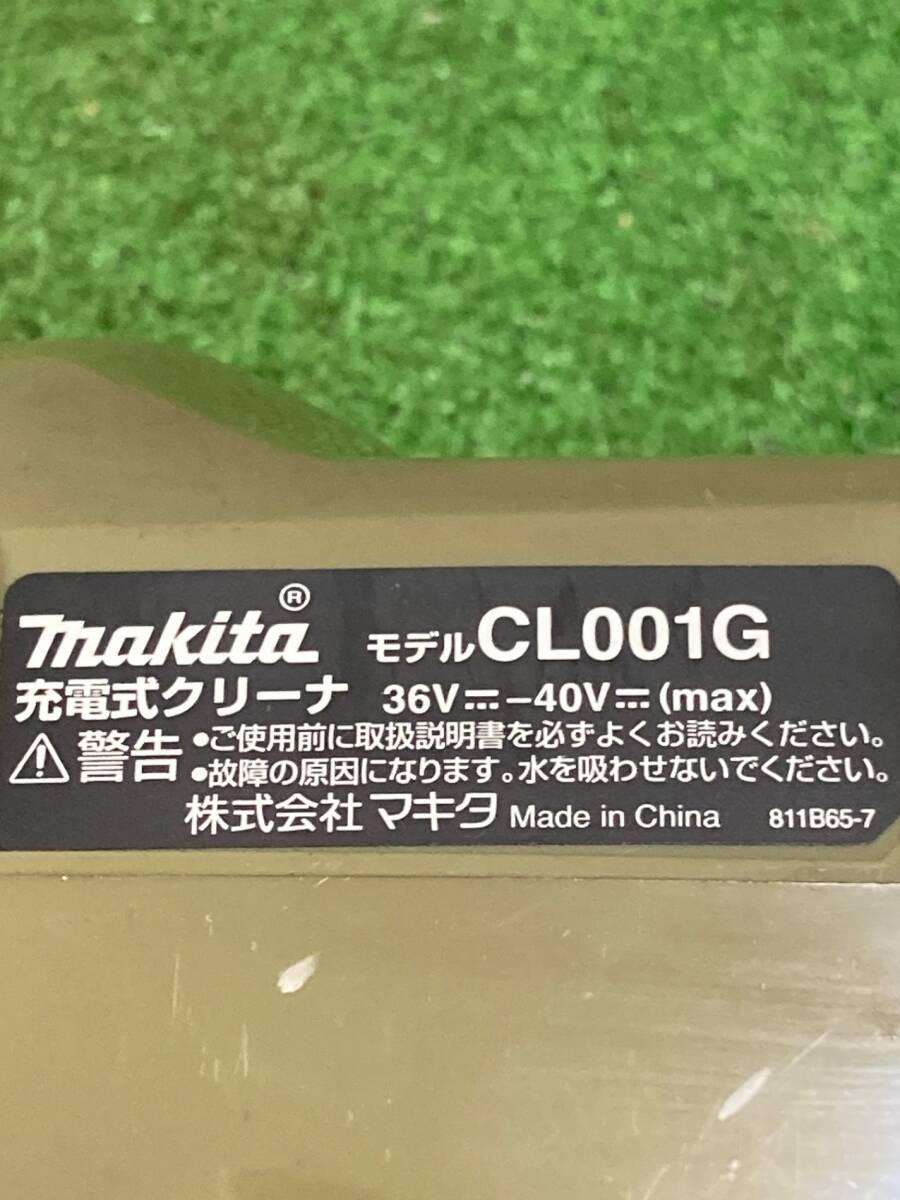 makita® モデルCL001G
充電式クリーナ 36V⎓–40V⎓(max)
⚠警告 •ご使用前に取扱説明書を必ずよくお読みください。
•故障の原因になります。水を吸わせないでください。
株式会社マキタ Made in China 811B65-7